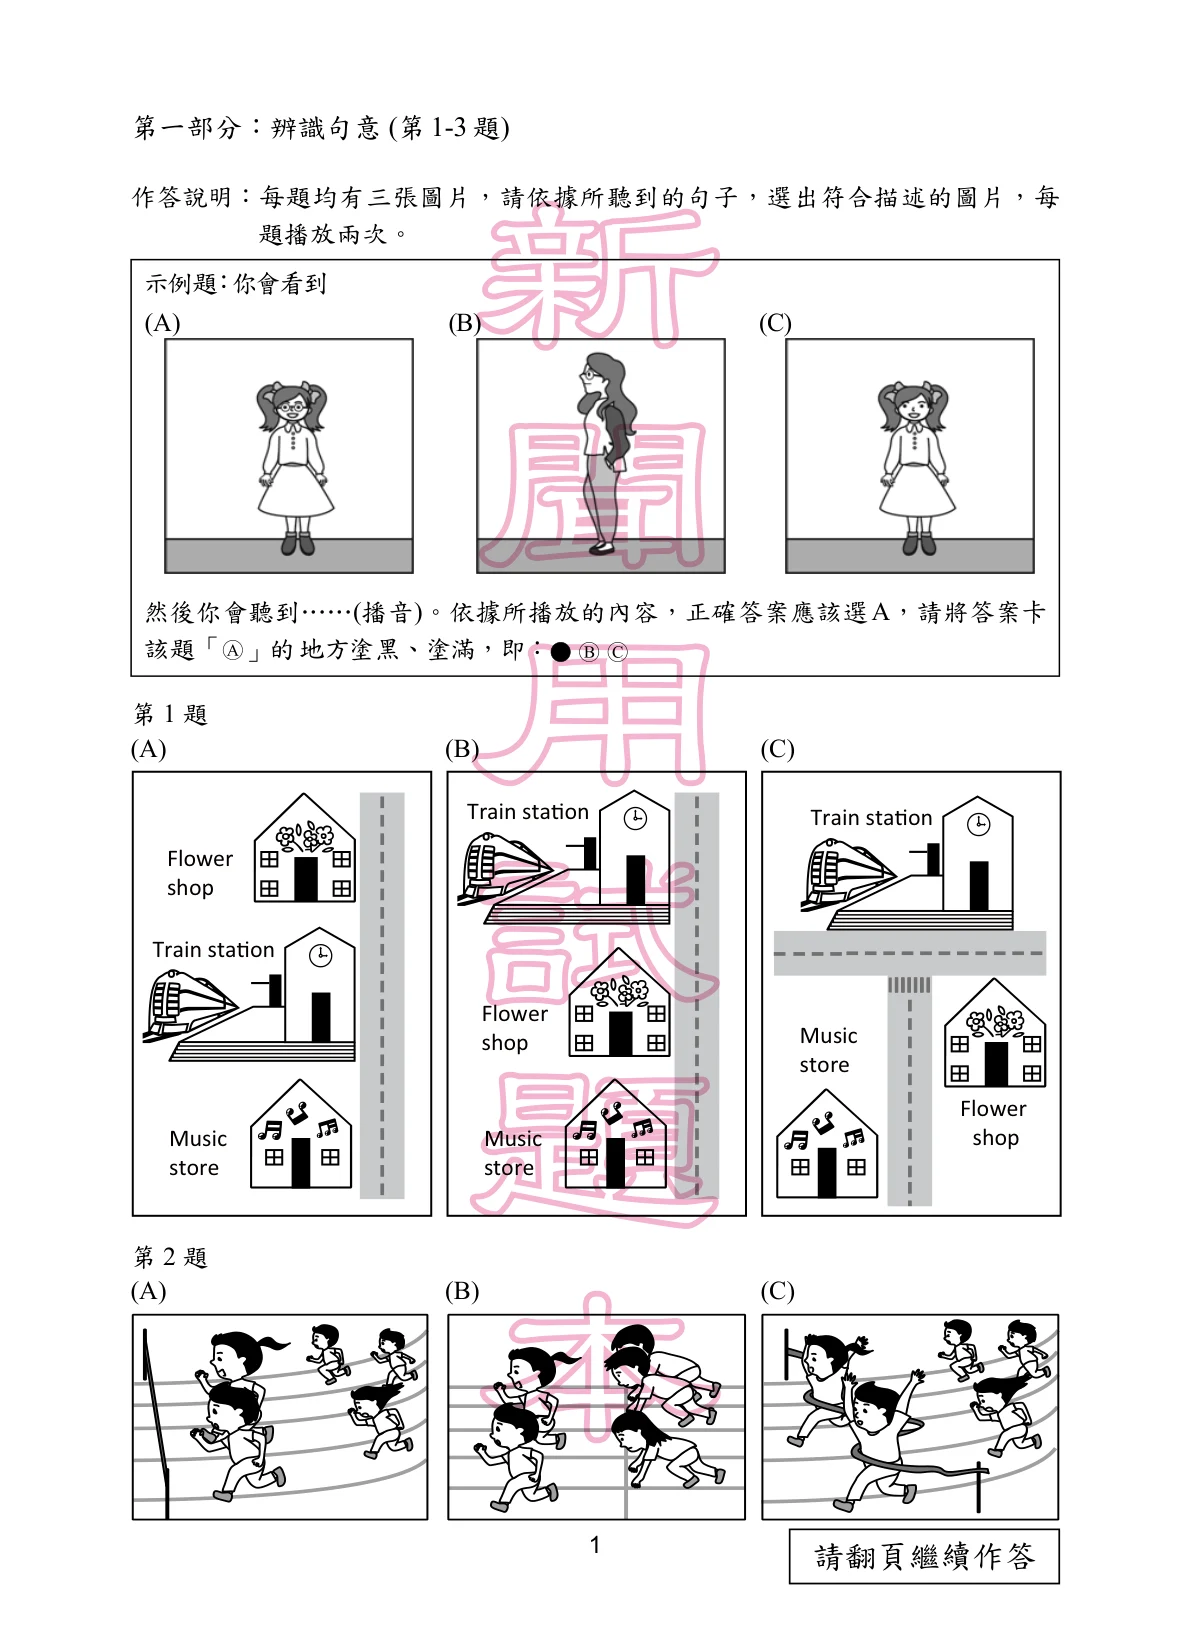 第一部分：辨識句意 (第 1-3 題)
作答說明：每題均有三張圖片，請依據所聽到的句子，選出符合描述的圖片，每
題播放兩次。
示例題：你會看到
(A) (B) (C)
然後你會聽到……(播音)。依據所播放的內容，正確答案應該選A，請將答案卡
該題「Ⓐ」的地方塗黑、塗滿，即：● Ⓑ Ⓒ
第 1 題
(A) (B) (C)
Flower
shop
Train station
Music
store
Train station
Flower
shop
Music
store
Train station
Music
store
Flower
shop
第 2 題
(A) (B) (C)
1
請翻頁繼續作答
新聞用試題本